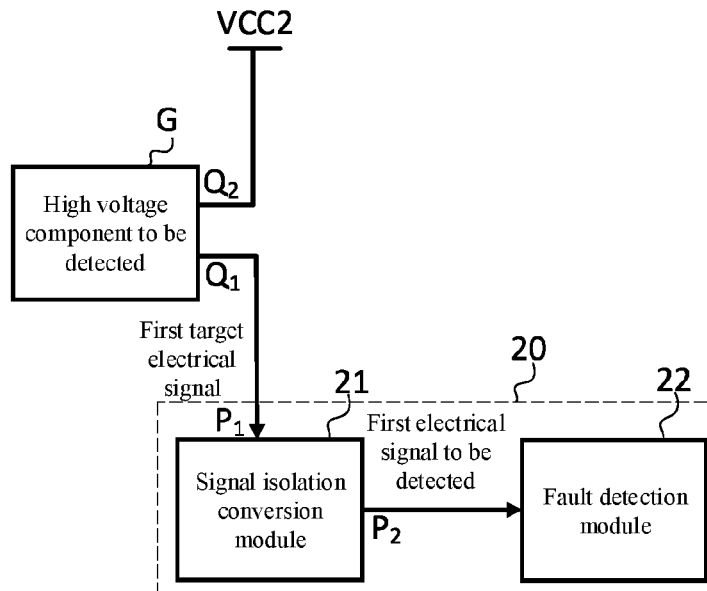 VCC2
G
High voltage
component to be
detected
Q2
Q1
First target
electrical
signal
20
21
22
P1
First electrical
signal to be
detected
Signal isolation
conversion
module
P2
Fault detection
module